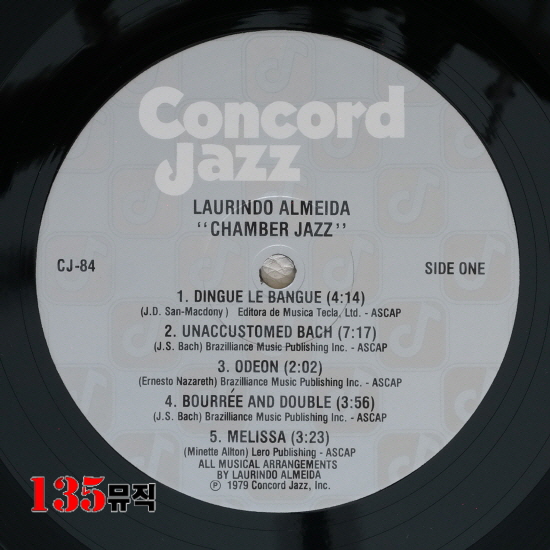 Concord
Jazz
LAURINDO ALMEIDA
"CHAMBER JAZZ"
CJ-84
SIDE ONE
1. DINGUE LE BANGUE (4:14)
(J.D. San-Macdony ) Editora de Musica Tecla, Ltd. - ASCAP
2. UNACCUSTOMED BACH (7:17)
(J.S. Bach) Brazilliance Music Publishing Inc. - ASCAP
3. ODEON (2:02)
(Ernesto Nazareth) Brazilliance Music Publishing Inc. - ASCAP
4. BOURRÉE AND DOUBLE (3:56)
(J.S. Bach) Brazilliance Music Publishing Inc. - ASCAP
5. MELISSA (3:23)
(Minette Allton) Lero Publishing - ASCAP
ALL MUSICAL ARRANGEMENTS
BY LAURINDO ALMEIDA
℗ 1979 Concord Jazz, Inc.
135뮤직